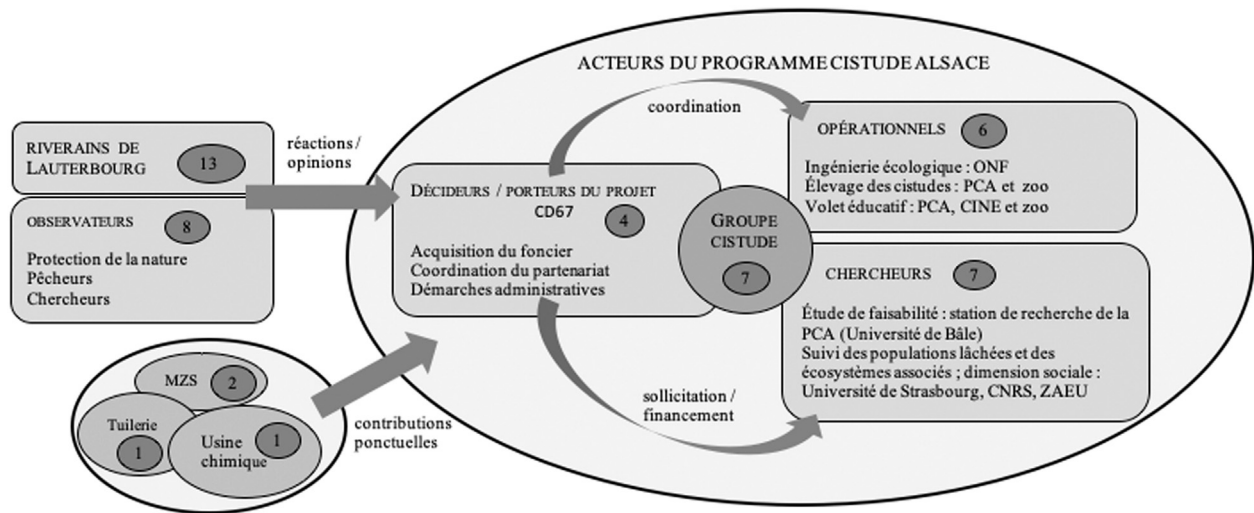 ACTEURS DU PROGRAMME CISTUDE ALSACE
RIVERAINS DE
LAUTERBOURG
13
OBSERVATEURS
8
Protection de la nature
Pêcheurs
Chercheurs
réactions /
opinions
MZS
2
Tuilerie
1
Usine
chimique
1
contributions
ponctuelles
DÉCIDEURS / PORTEURS DU PROJET
CD67
4
Acquisition du foncier
Coordination du partenariat
Démarches administratives
coordination
GROUPE
CISTUDE
7
sollicitation /
financement
OPÉRATIONNELS
6
Ingénierie écologique : ONF
Élevage des cistudes : PCA et zoo
Volet éducatif : PCA, CINE et zoo
CHERCHEURS
7
Étude de faisabilité : station de recherche de la
PCA (Université de Bâle)
Suivi des populations lâchées et des
écosystèmes associés ; dimension sociale :
Université de Strasbourg, CNRS, ZAEU